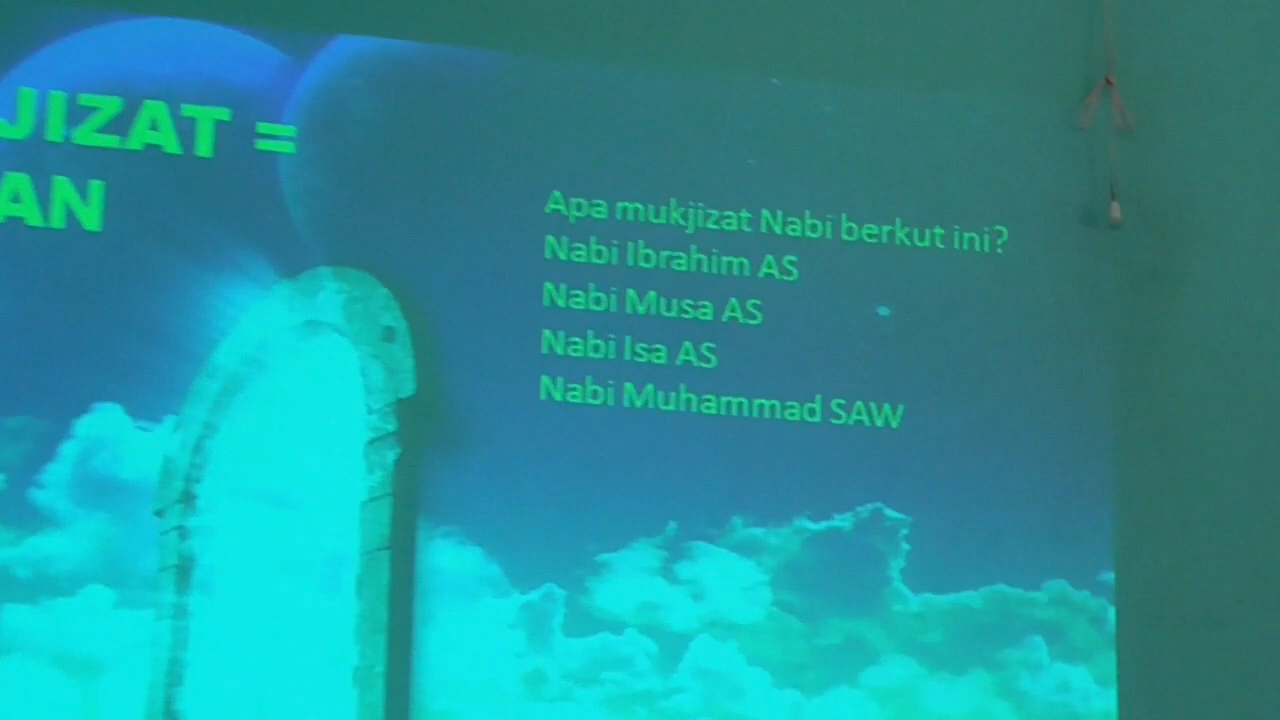 JIZAT =
AN
Apa mukjizat Nabi berkut ini?
Nabi Ibrahim AS
Nabi Musa AS
Nabi Isa AS
Nabi Muhammad SAW